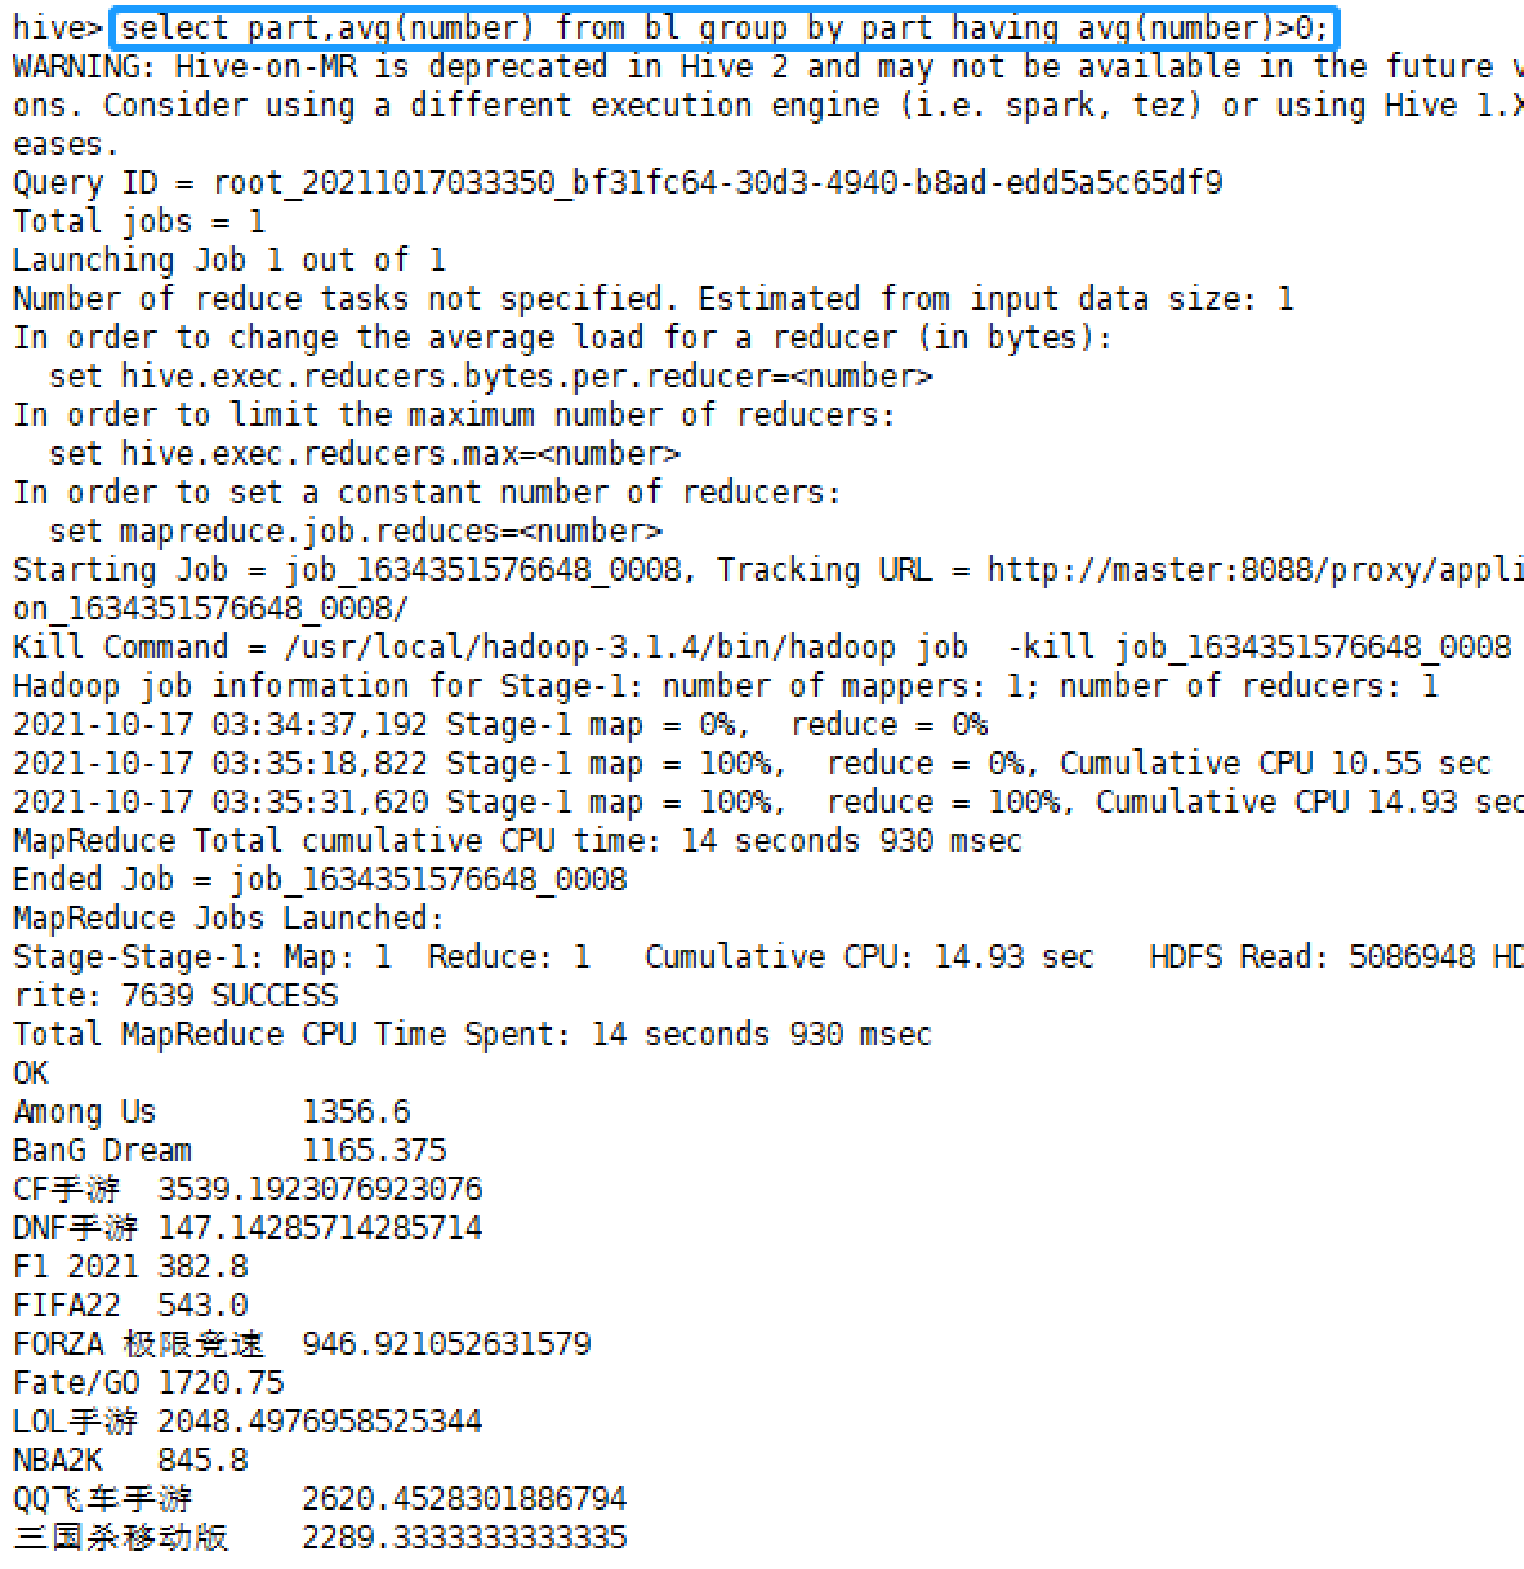 hive> select part,avg(number) from bl group by part having avg(number)>0;
WARNING: Hive-on-MR is deprecated in Hive 2 and may not be available in the future v
ons. Consider using a different execution engine (i.e. spark, tez) or using Hive 1.X
eases.
Query ID = root_20211017033350_bf31fc64-30d3-4940-b8ad-edd5a5c65df9
Total jobs = 1
Launching Job 1 out of 1
Number of reduce tasks not specified. Estimated from input data size: 1
In order to change the average load for a reducer (in bytes):
  set hive.exec.reducers.bytes.per.reducer=<number>
In order to limit the maximum number of reducers:
  set hive.exec.reducers.max=<number>
In order to set a constant number of reducers:
  set mapreduce.job.reduces=<number>
Starting Job = job_1634351576648_0008, Tracking URL = http://master:8088/proxy/appli
on_1634351576648_0008/
Kill Command = /usr/local/hadoop-3.1.4/bin/hadoop job  -kill job_1634351576648_0008
Hadoop job information for Stage-1: number of mappers: 1; number of reducers: 1
2021-10-17 03:34:37,192 Stage-1 map = 0%,  reduce = 0%
2021-10-17 03:35:18,822 Stage-1 map = 100%,  reduce = 0%, Cumulative CPU 10.55 sec
2021-10-17 03:35:31,620 Stage-1 map = 100%,  reduce = 100%, Cumulative CPU 14.93 sec
MapReduce Total cumulative CPU time: 14 seconds 930 msec
Ended Job = job_1634351576648_0008
MapReduce Jobs Launched:
Stage-Stage-1: Map: 1  Reduce: 1   Cumulative CPU: 14.93 sec   HDFS Read: 5086948 HD
rite: 7639 SUCCESS
Total MapReduce CPU Time Spent: 14 seconds 930 msec
OK
Among Us        1356.6
BanG Dream      1165.375
CF手游  3539.1923076923076
DNF手游 147.14285714285714
F1 2021 382.8
FIFA22  543.0
FORZA 极限竞速  946.921052631579
Fate/GO 1720.75
LOL手游 2048.4976958525344
NBA2K   845.8
QQ飞车手游      2620.4528301886794
三国杀移动版    2289.3333333333335